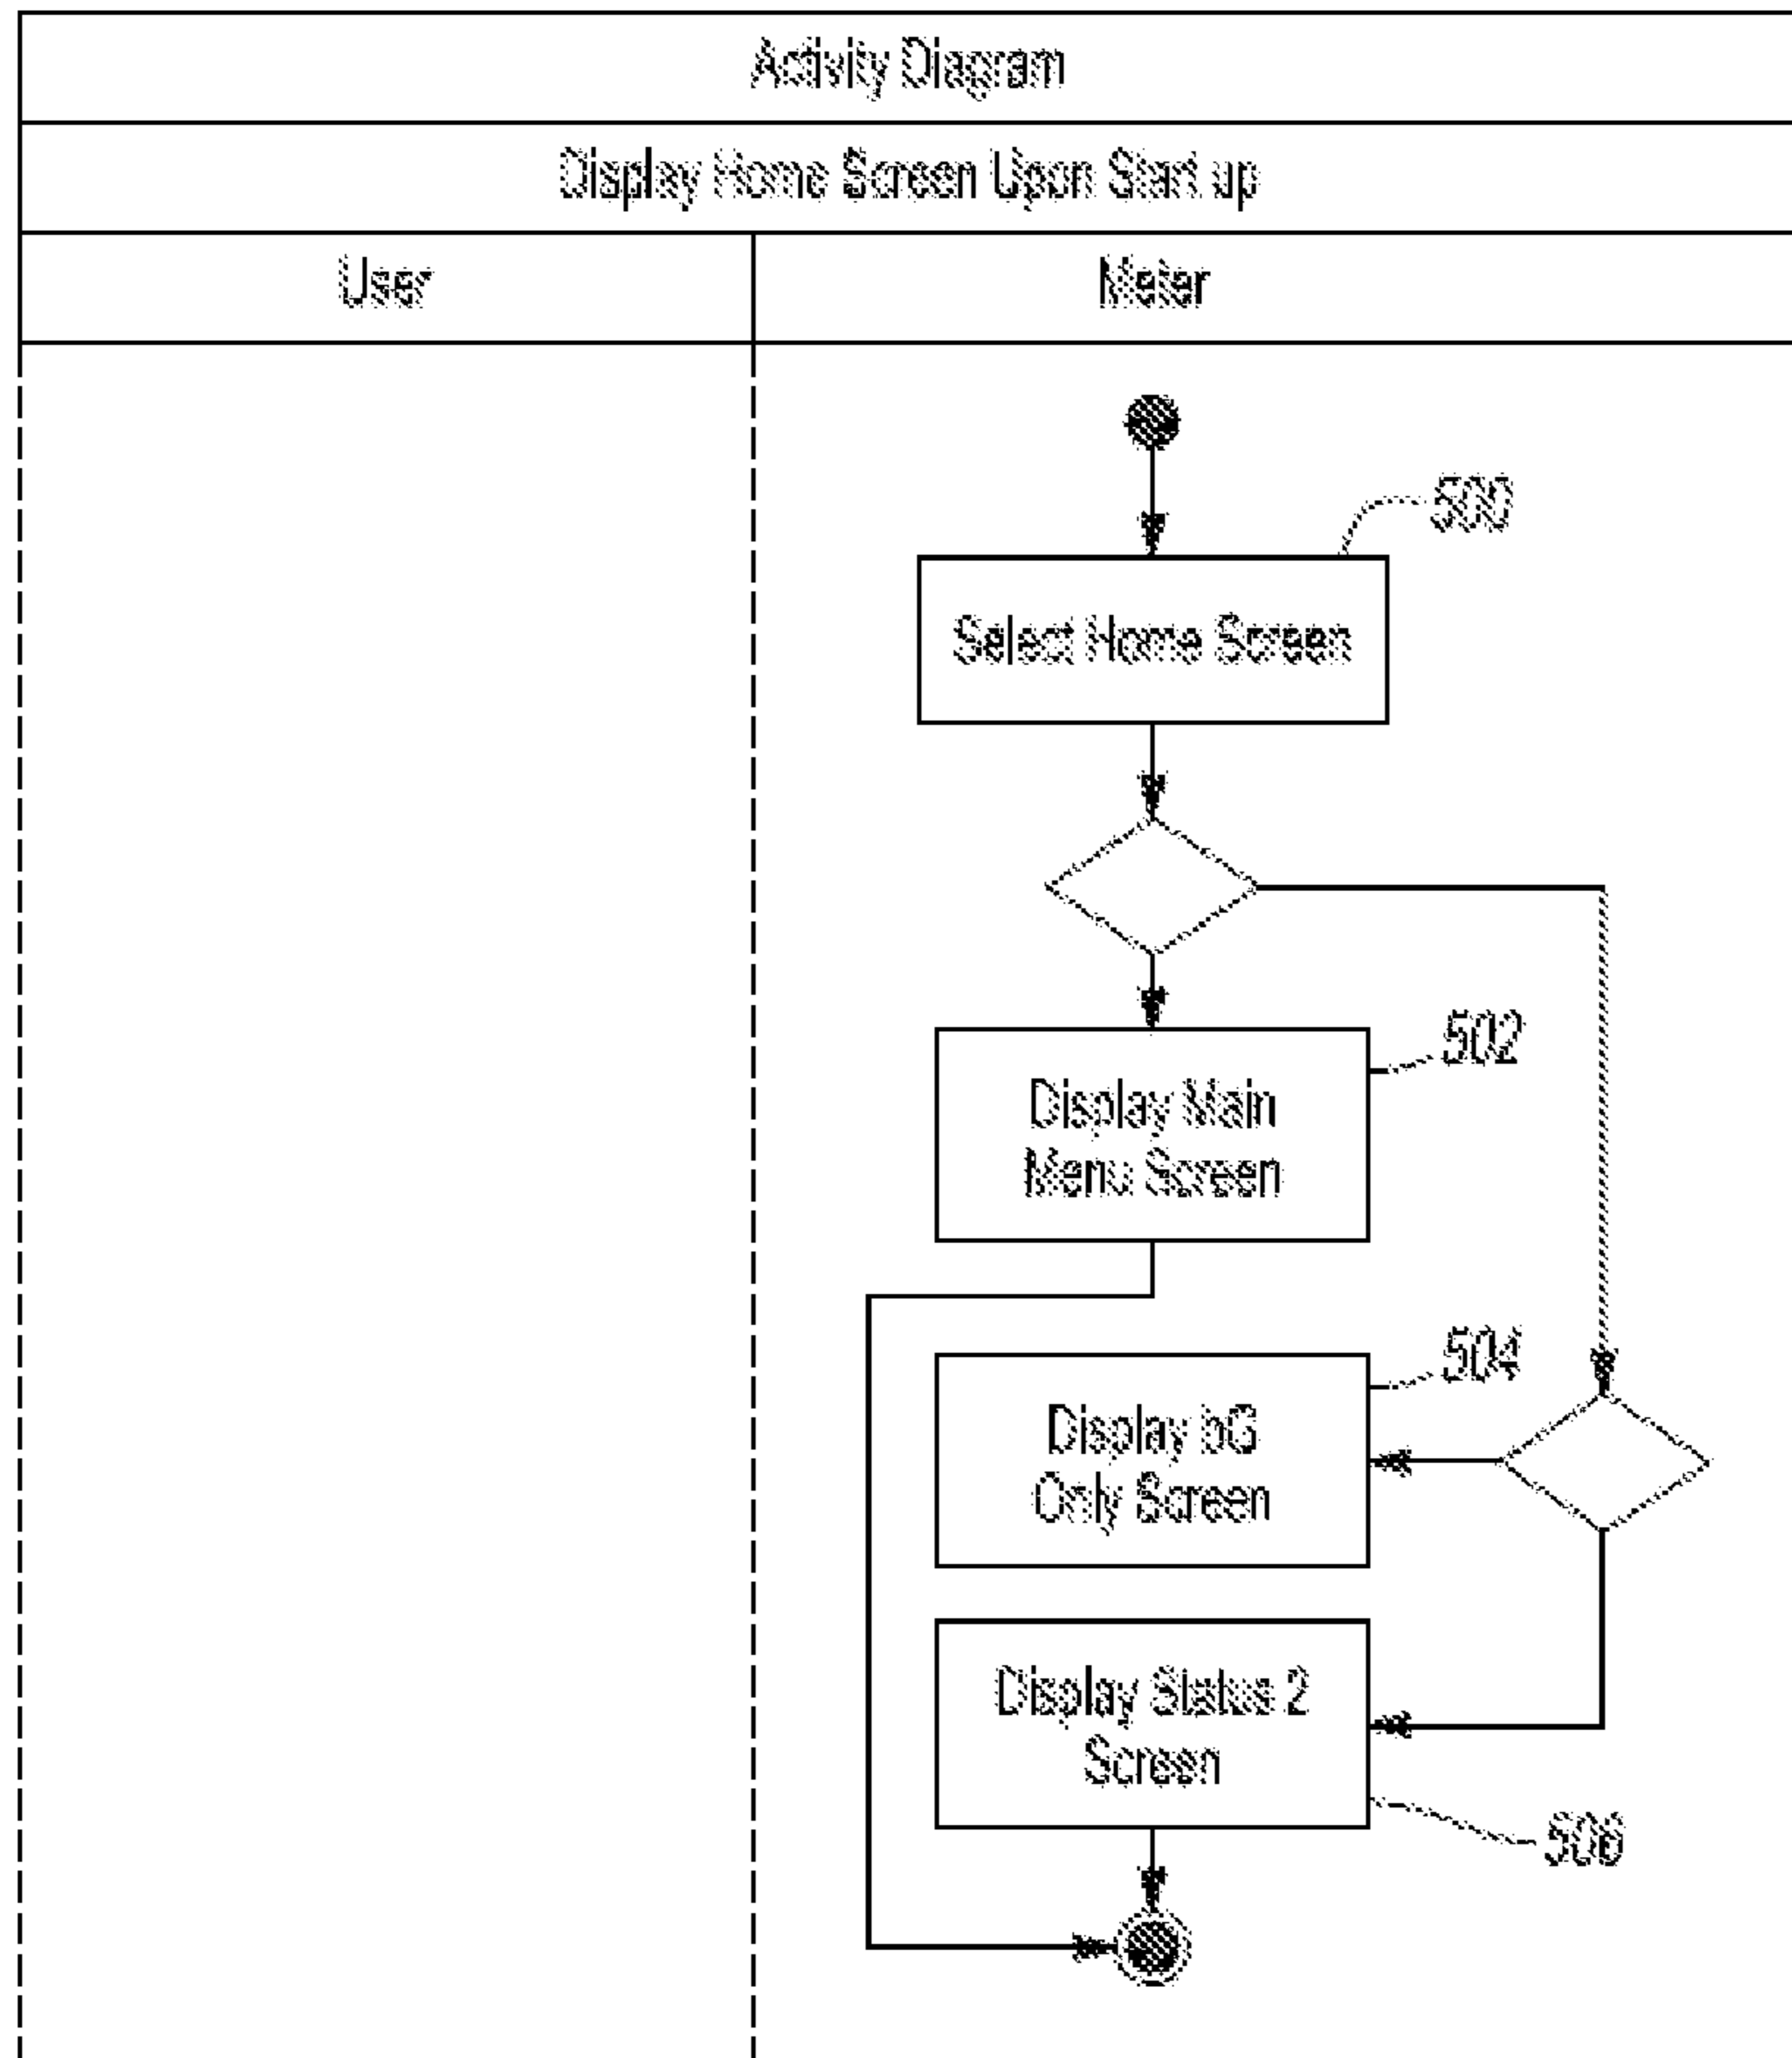 Activity Diagram
Display Home Screen Upon Start up
User
Meter
500
Select Home Screen
502
Display Main
Menu Screen
504
Display bG
Only Screen
Display Status 2
Screen
506